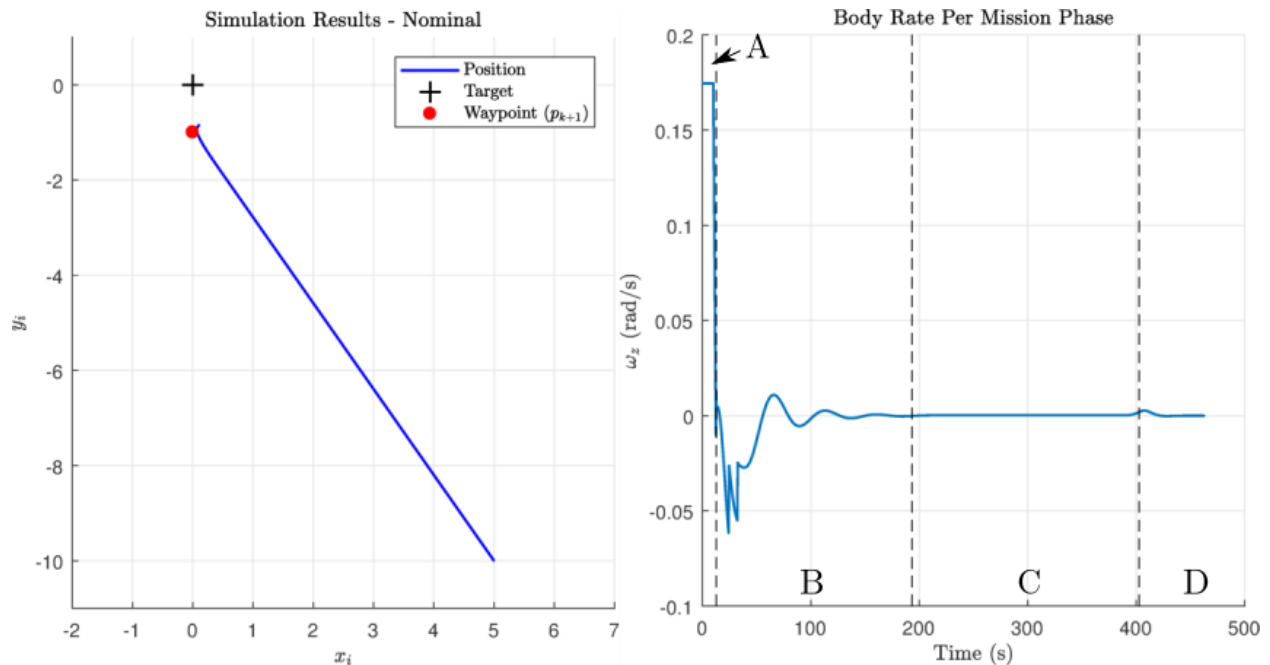 Simulation Results - Nominal
Position
Target
Waypoint (p_{k+1})
0
-2
-4
-6
-8
-10
y_i
-2
-1
0
1
2
3
4
5
6
7
x_i
Body Rate Per Mission Phase
A
0.2
0.15
0.1
0.05
0
-0.05
-0.1
ω_z (rad/s)
B
C
D
0
100
200
300
400
500
Time (s)